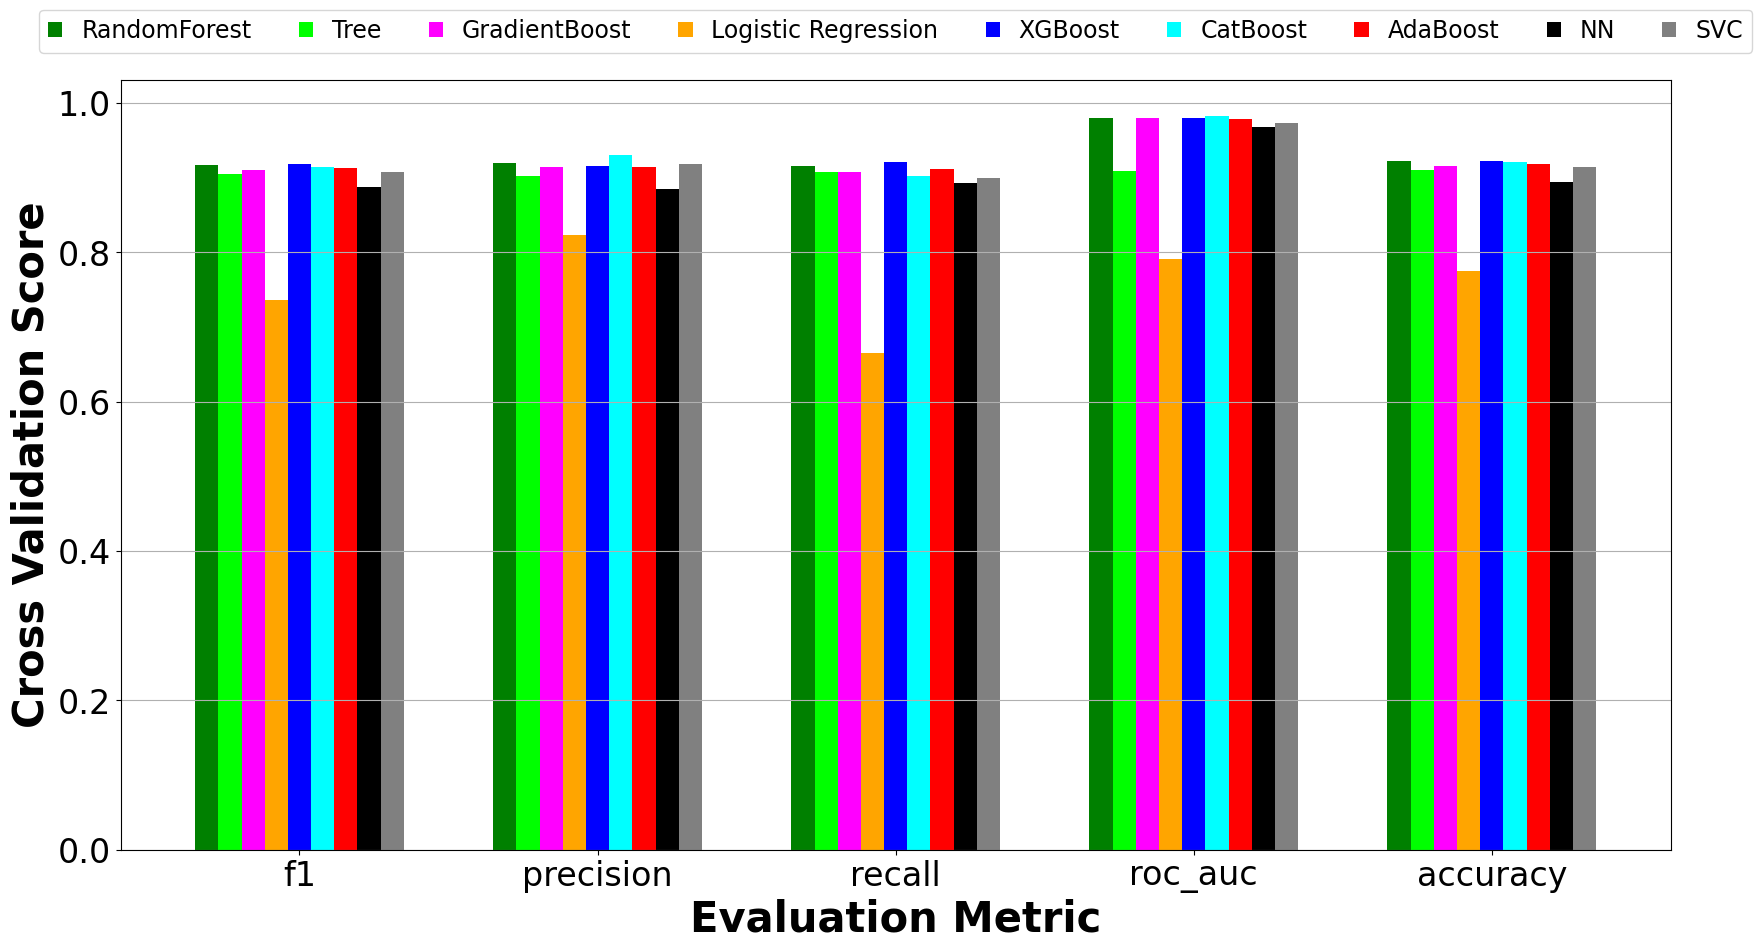 RandomForest Tree GradientBoost Logistic Regression XGBoost CatBoost AdaBoost NN SVC
Cross Validation Score
1.0
0.8
0.6
0.4
0.2
0.0
f1 precision recall roc_auc accuracy
Evaluation Metric